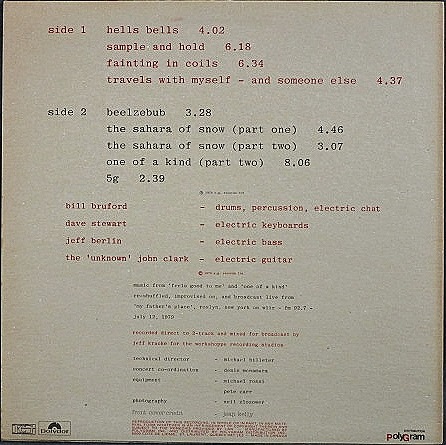 side 1 hells bells 4.02
sample and hold 6.18
fainting in coils 6.34
travels with myself - and someone else 4.37
side 2 beelzebub 3.28
the sahara of snow (part one) 4.46
the sahara of snow (part two) 3.07
one of a kind (part two) 8.06
5g 2.39
bill bruford - drums, percussion, electric chat
dave stewart - electric keyboards
jeff berlin - electric bass
the 'unknown' john clark - electric guitar
music from 'feels good to me' and 'one of a kind'
reshuffled, improvised on, and broadcast live from
'my father's place', roslyn, new york on wlir - fm 92.7 -
july 12, 1979
recorded direct to 2-track and mixed for broadcast by
jeff kracke for the workshoppe recording studios
technical director - michael
concert co-ordination - denis mcnamara
equipment - michael rossi
pete carr
photography - neil zlozower
front cover - jean kelly
Polydor
DISTRIBUTION
PolyGram